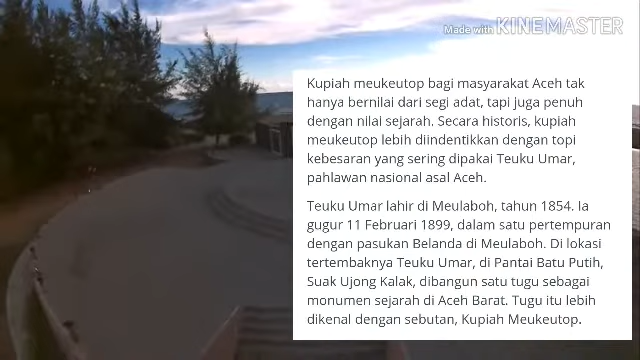 Made with KINEMASTER
Kupiah meukeutop bagi masyarakat Aceh tak
hanya bernilai dari segi adat, tapi juga penuh
dengan nilai sejarah. Secara historis, kupiah
meukeutop lebih diindentikkan dengan topi
kebesaran yang sering dipakai Teuku Umar,
pahlawan nasional asal Aceh.
Teuku Umar lahir di Meulaboh, tahun 1854. Ia
gugur 11 Februari 1899, dalam satu pertempuran
dengan pasukan Belanda di Meulaboh. Di lokasi
tertembaknya Teuku Umar, di Pantai Batu Putih,
Suak Ujong Kalak, dibangun satu tugu sebagai
monumen sejarah di Aceh Barat. Tugu itu lebih
dikenal dengan sebutan, Kupiah Meukeutop.